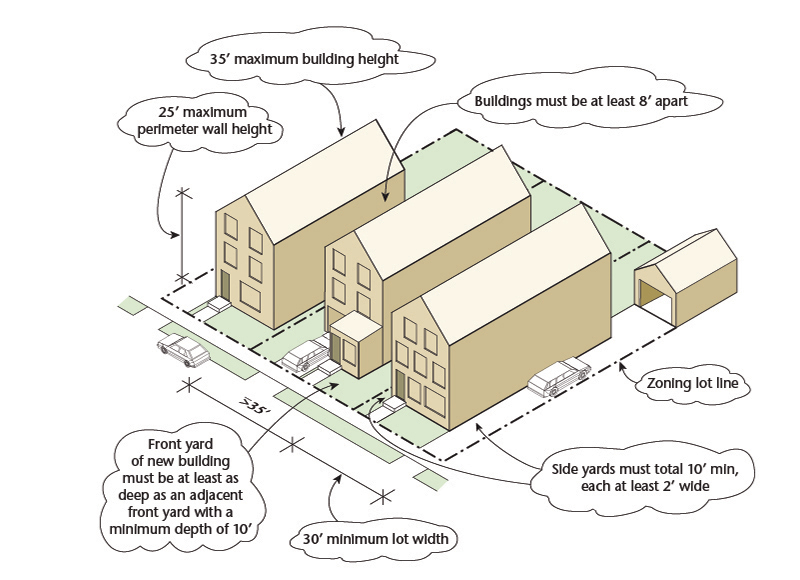 35′ maximum building height
25′ maximum
perimeter wall height
Buildings must be at least 8′ apart
Zoning lot line
>35′
Front yard
of new building
must be at least as
deep as an adjacent
front yard with a
minimum depth of 10′
Side yards must total 10′ min,
each at least 2′ wide
30′ minimum lot width